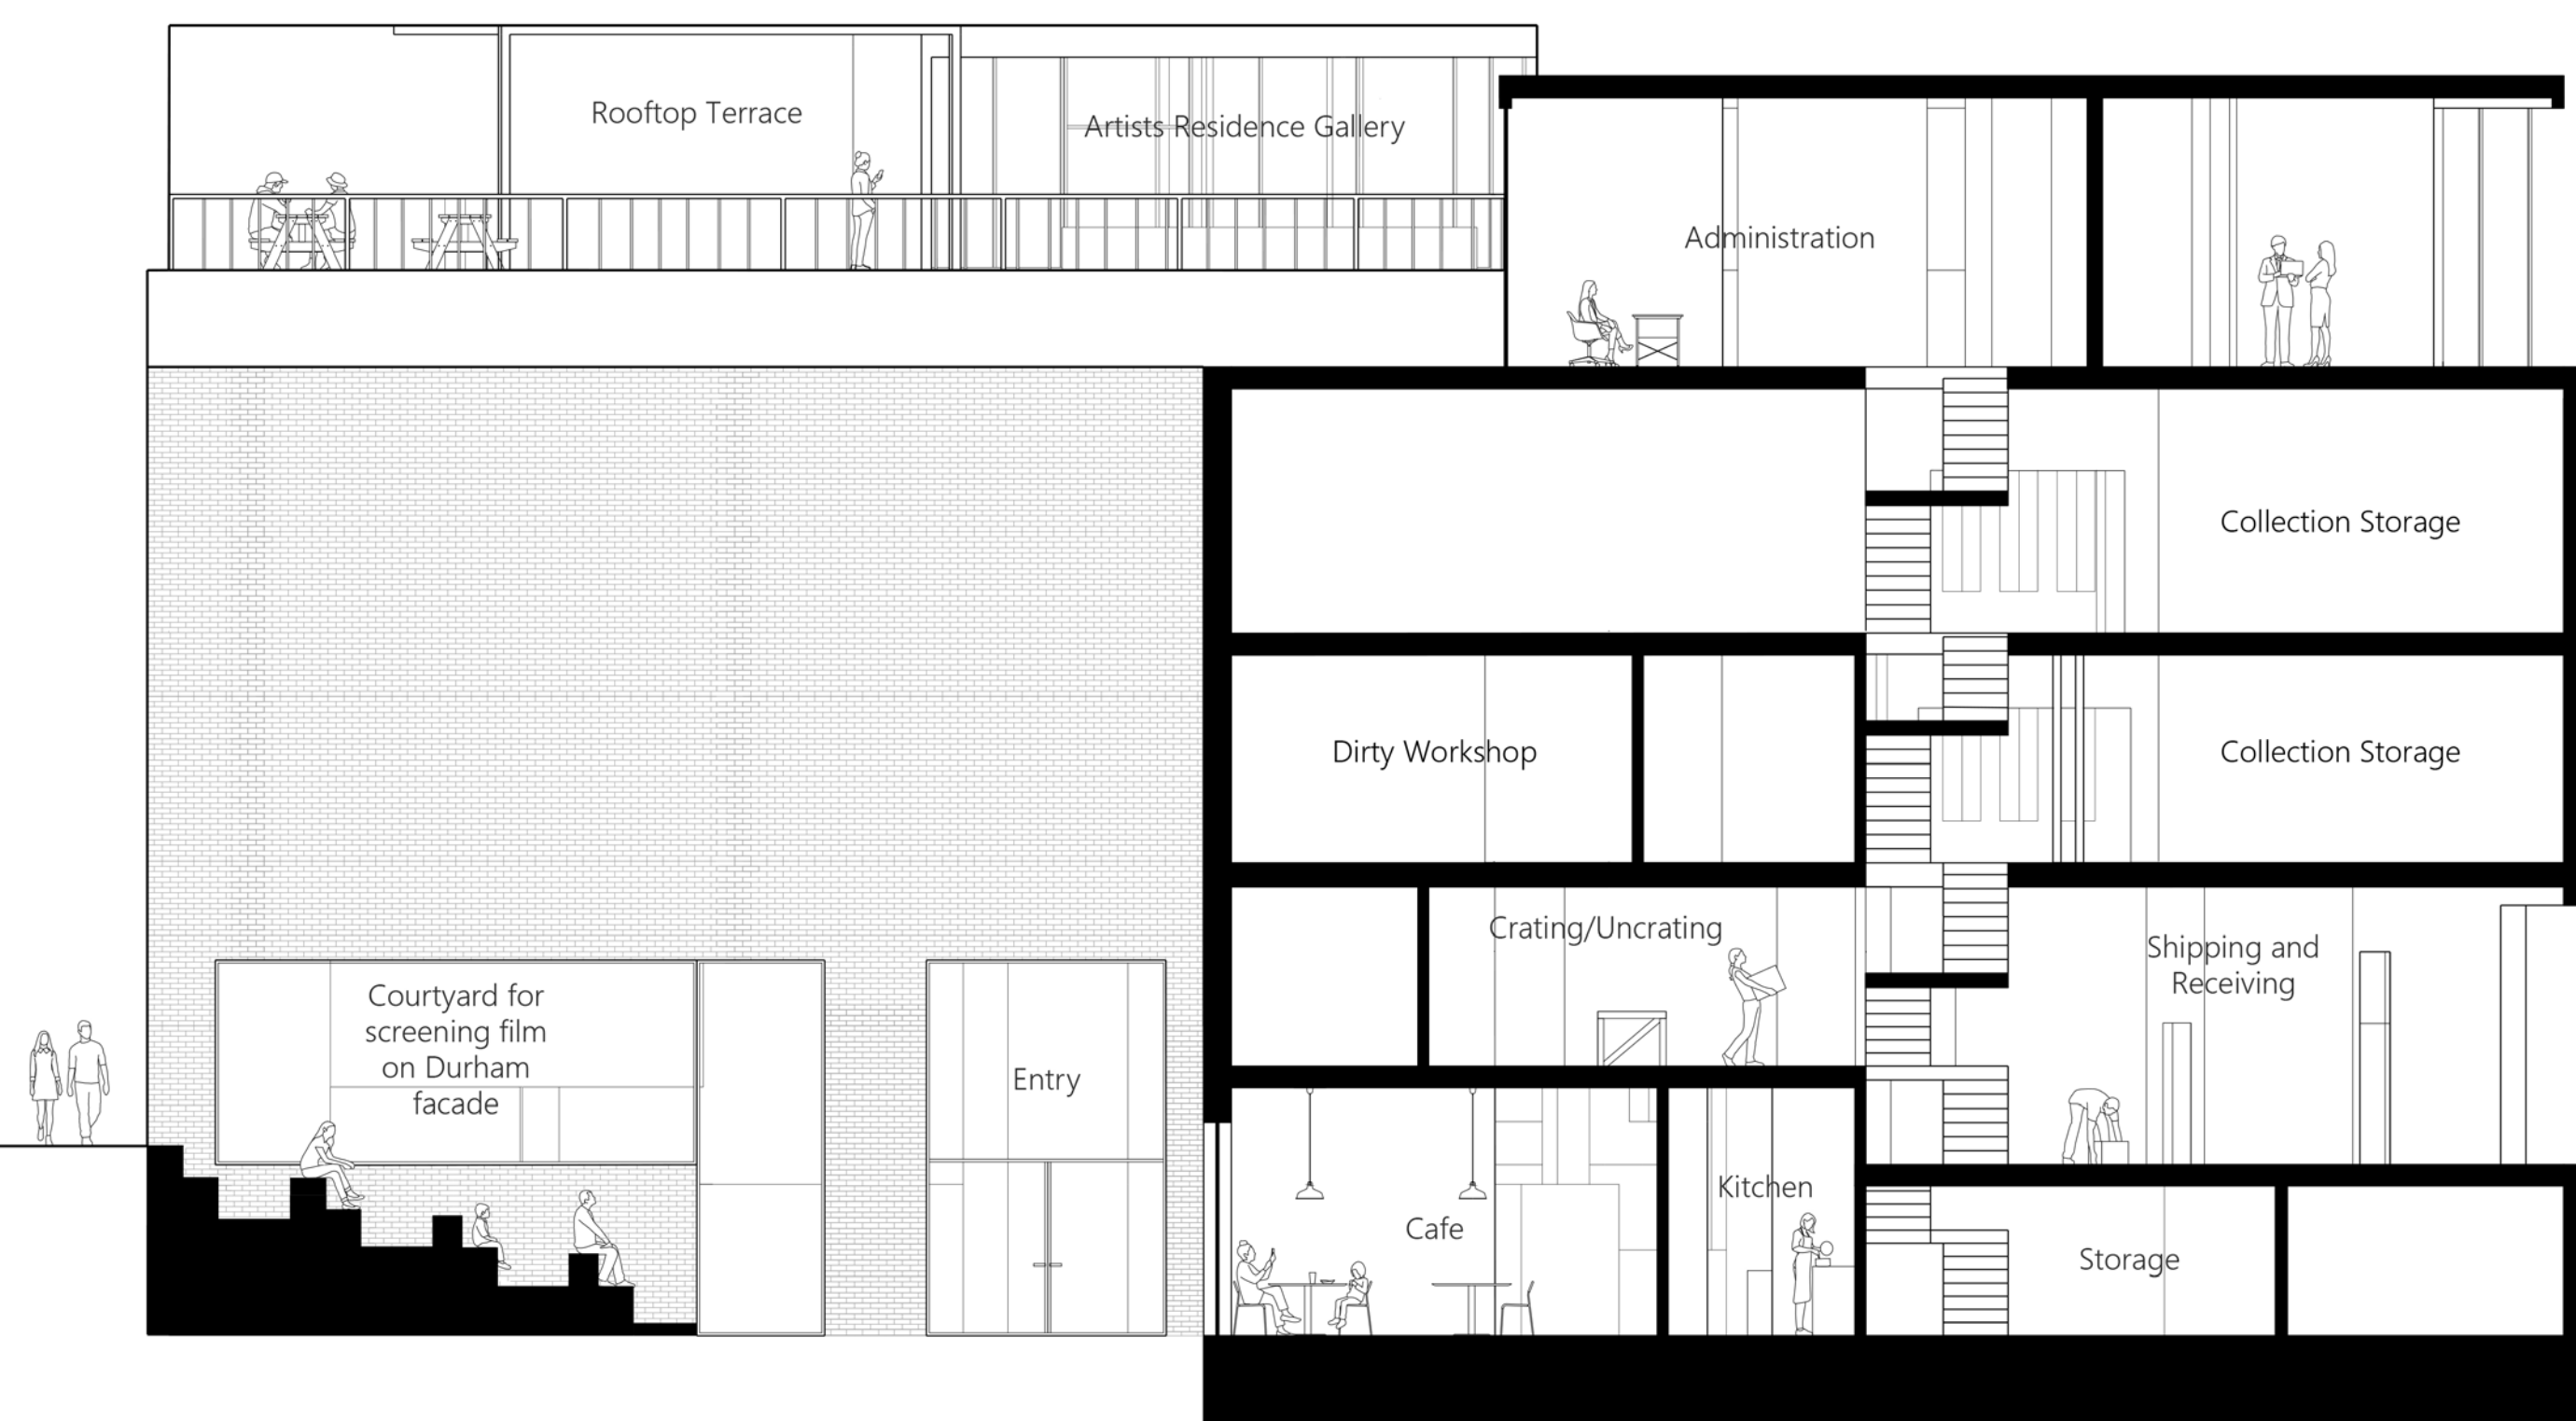 Rooftop Terrace
Artists Residence Gallery
Administration
Collection Storage
Dirty Workshop
Collection Storage
Crating/Uncrating
Shipping and
Receiving
Courtyard for
screening film
on Durham
facade
Entry
Kitchen
Cafe
Storage